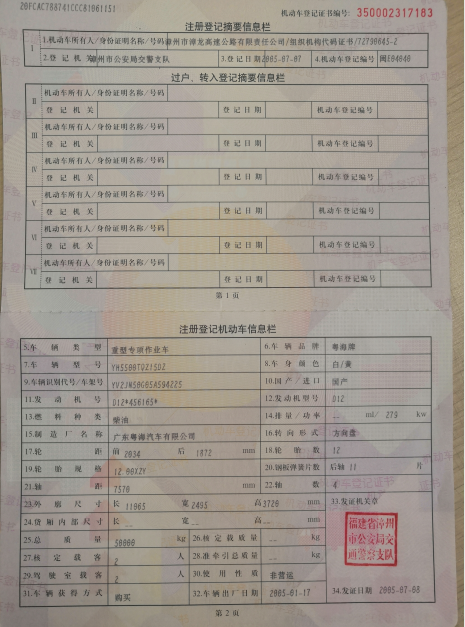 20FCAC788741CCC81061151
机动车登记证书编号: 350002317183
注册登记摘要信息栏
I 1.机动车所有人/身份证明名称/号码 漳州市漳龙高速公路有限责任公司/组织机构代码证书/72790845-Z
2.登记机关 漳州市公安局交警支队 3.登记日期 2005-07-07 4.机动车登记编号 闽E04640
过户、转入登记摘要信息栏
II 机动车所有人/身份证明名称/号码
登记机关 登记日期 机动车登记编号
III 机动车所有人/身份证明名称/号码
登记机关 登记日期 机动车登记编号
IV 机动车所有人/身份证明名称/号码
登记机关 登记日期 机动车登记编号
V 机动车所有人/身份证明名称/号码
登记机关 登记日期 机动车登记编号
VI 机动车所有人/身份证明名称/号码
登记机关 登记日期 机动车登记编号
VII 机动车所有人/身份证明名称/号码
登记机关 登记日期 机动车登记编号
第1页
注册登记机动车信息栏
5.车辆类型 重型专项作业车 6.车辆品牌 粤海牌
7.车辆型号 YH5500TQZ150Z 8.车身颜色 白/黄
9.车辆识别代号/车架号 10.国产/进口 国产
11.发动机号 D12*456165* 12.发动机型号 D12
13.燃料种类 柴油 14.排量/功率 -- ml/ 279 kw
15.制造厂名称 广东粤海汽车有限公司 16.转向形式 方向盘
17.轮距 前 2034 后 1872 mm 18.轮胎数 12
19.轮胎规格 12.00R20 20.钢板弹簧片数 后轴 11 片
21.轴距 7570 mm 22.轴数 4
23.外廓尺寸 长 11965 宽 2495 高 3720 mm 33.发证机关章
24.货厢内部尺寸 长 -- 宽 -- 高 -- mm
福建省漳州
市公安局交
通警察支队
25.总质量 50000 kg 26.核定载质量 -- kg
27.核定载客 2 人 28.准牵引总质量 -- kg
29.驾驶室载客 2 人 30.使用性质 非营运
31.车辆获得方式 购买 32.车辆出厂日期 2005-01-17 34.发证日期 2005-07-08
第2页